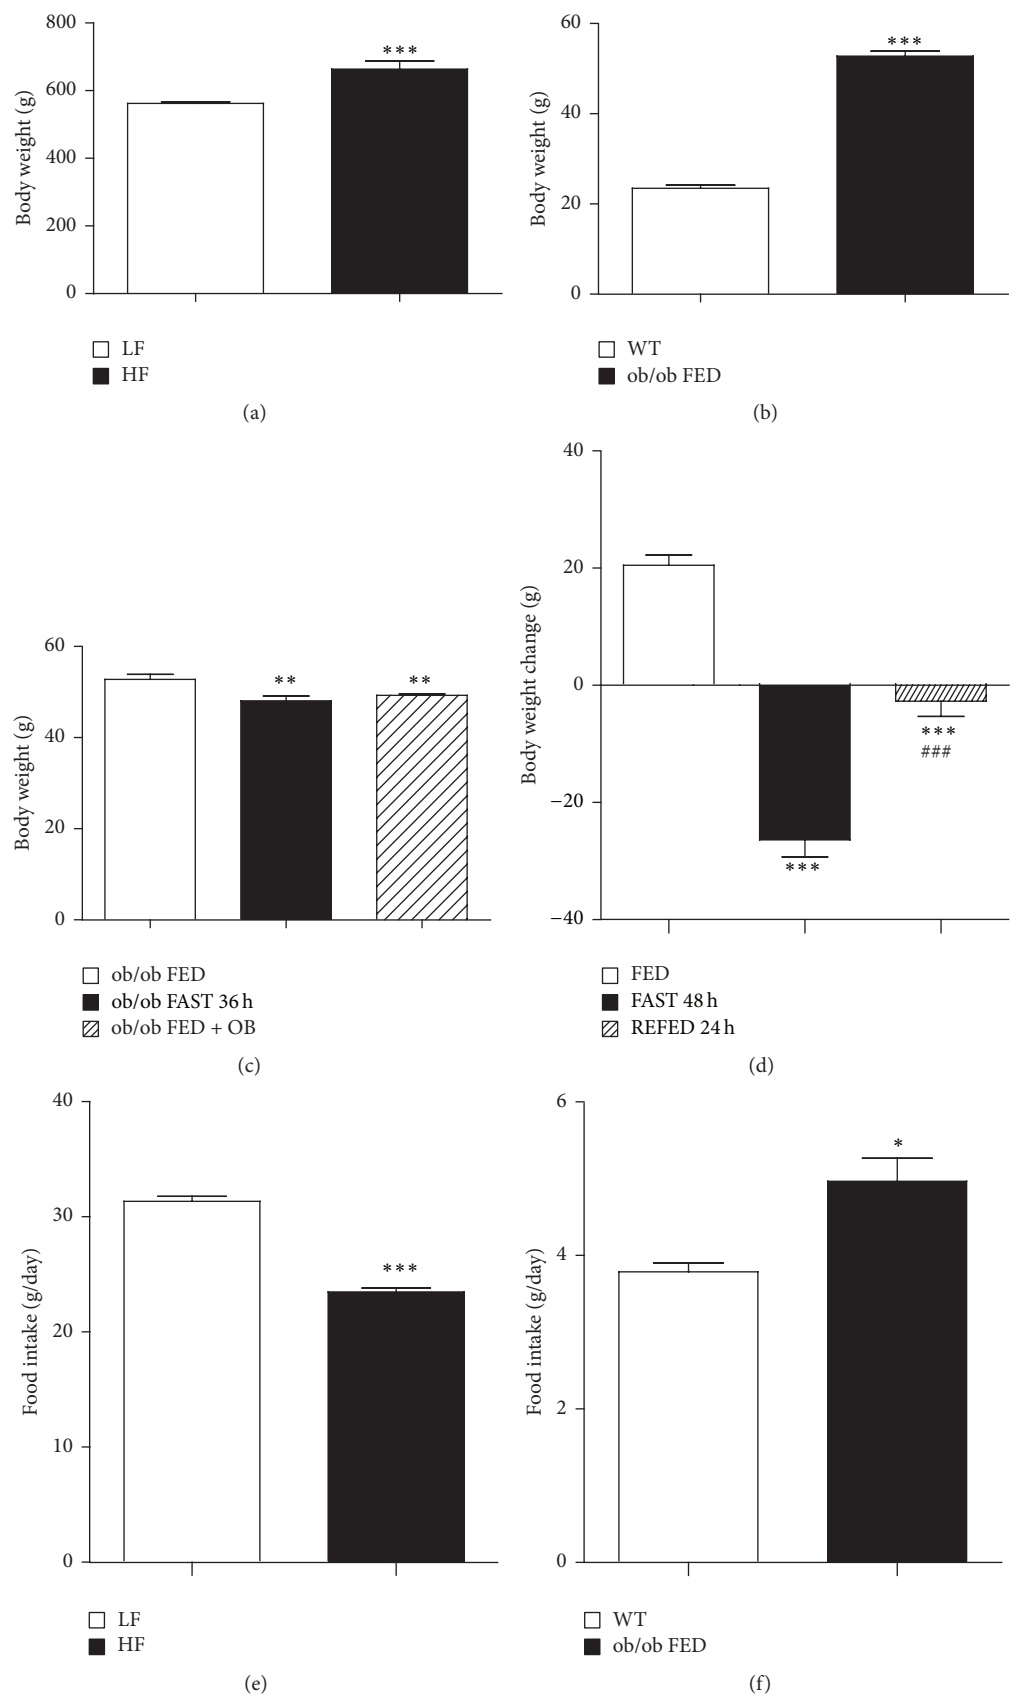 800
600
400
200
0
Body weight (g)
***
LF
HF
(a)
60
40
20
0
Body weight (g)
***
WT
ob/ob FED
(b)
60
40
20
0
Body weight (g)
**
**
ob/ob FED
ob/ob FAST 36 h
ob/ob FED + OB
(c)
40
20
0
−20
−40
Body weight change (g)
***
***
###
FED
FAST 48 h
REFED 24 h
(d)
40
30
20
10
0
Food intake (g/day)
***
LF
HF
(e)
6
4
2
0
Food intake (g/day)
*
WT
ob/ob FED
(f)